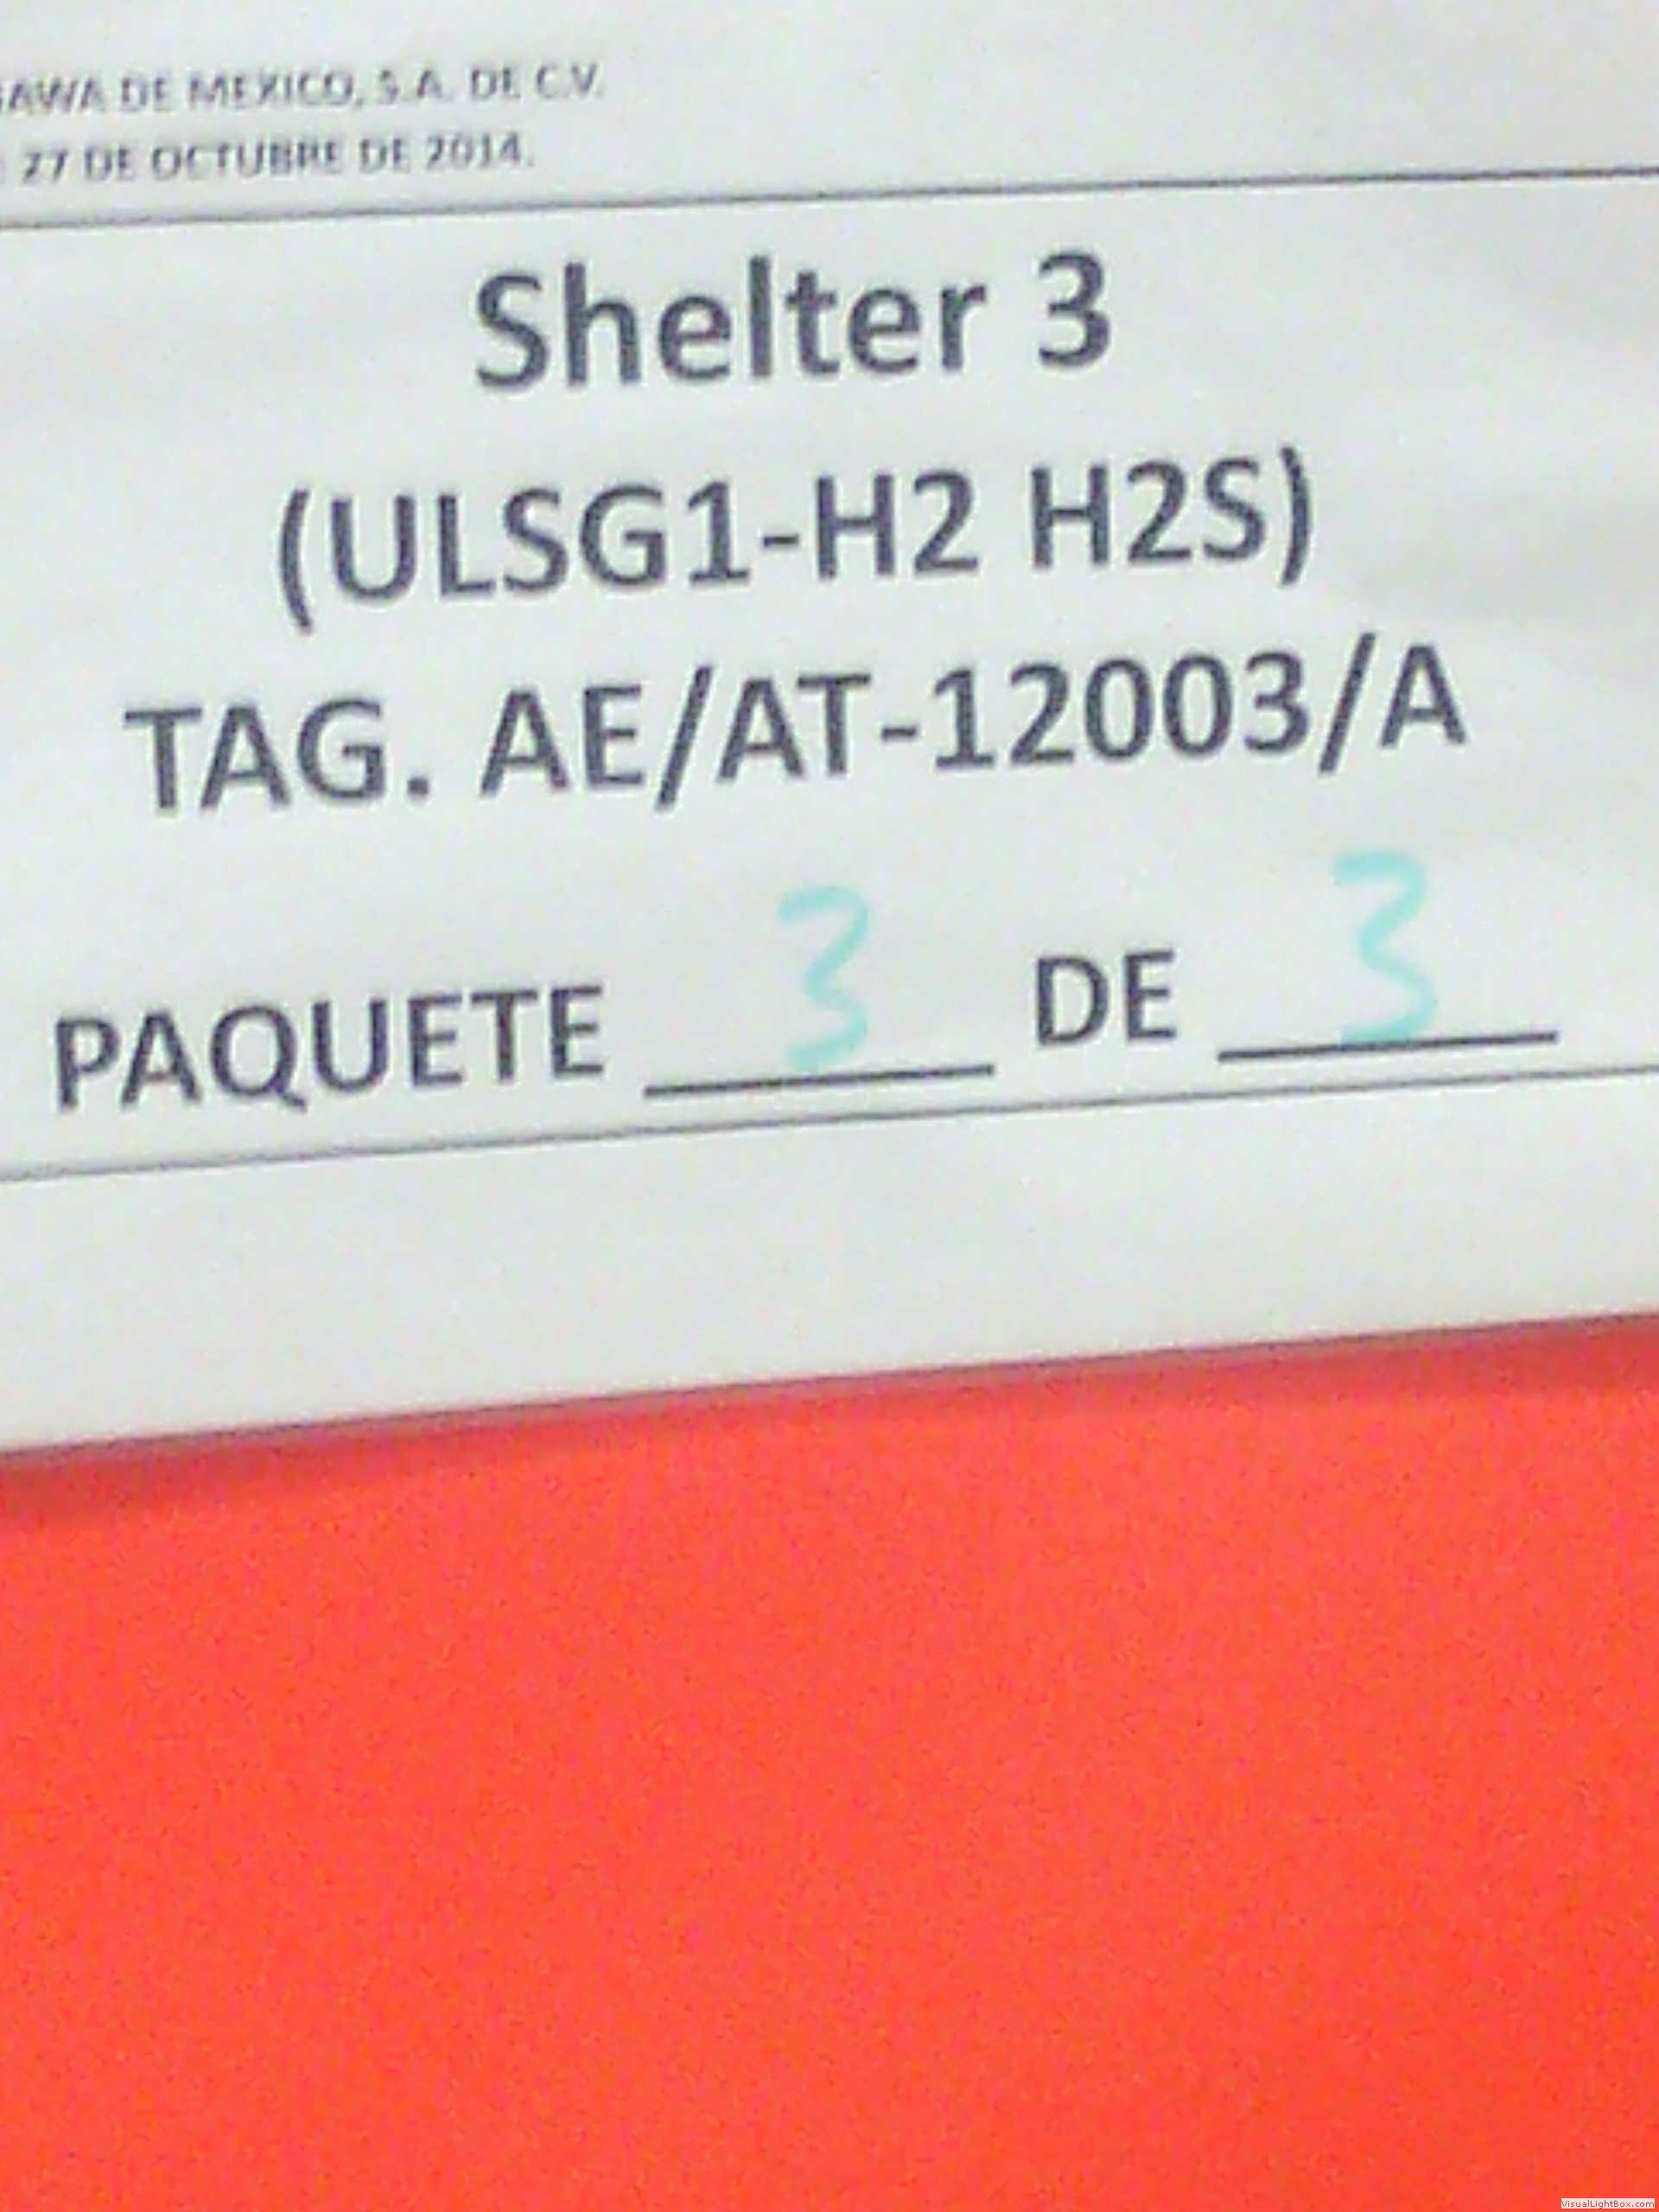 AWA DE MEXICO, S.A. DE C.V.
27 DE OCTUBRE DE 2014.
Shelter 3
(ULSG1-H2 H2S)
TAG. AE/AT-12003/A
PAQUETE 3 DE 3
VisualLightBox.com